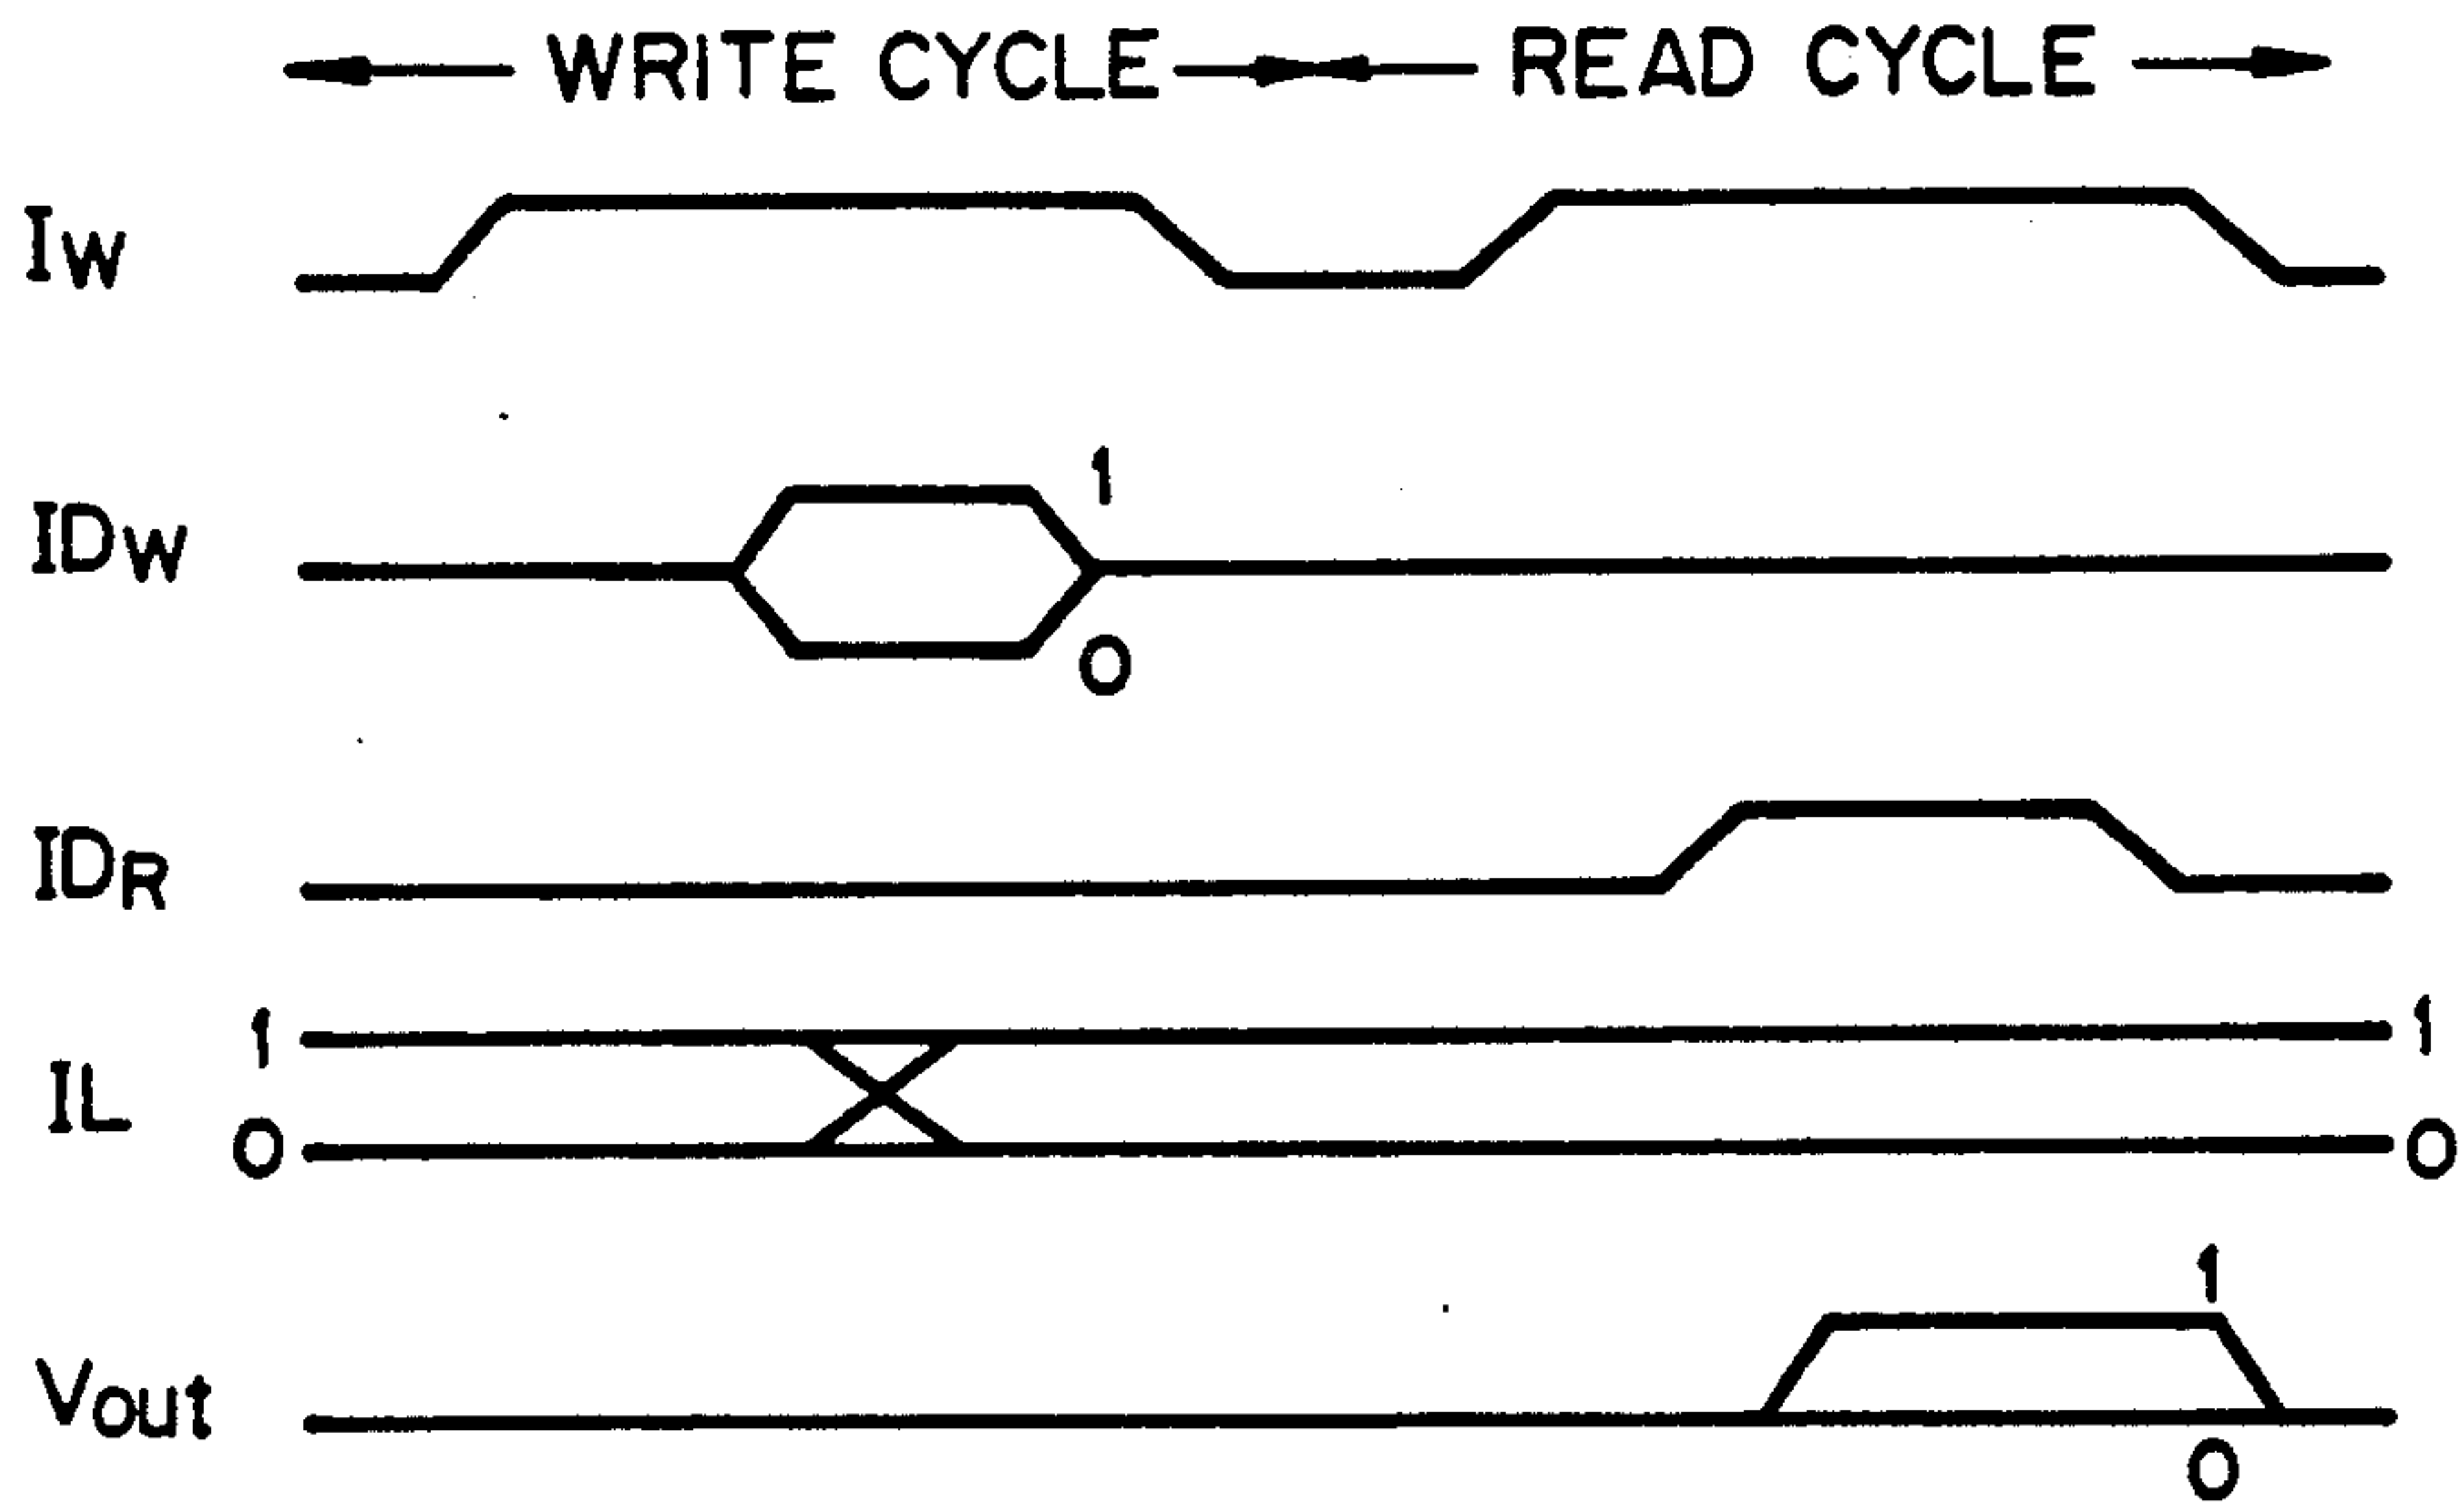 WRITE CYCLE READ CYCLE
IW
1
IDW
0
IDR
1 1
IL
0 0
1
Vout
0